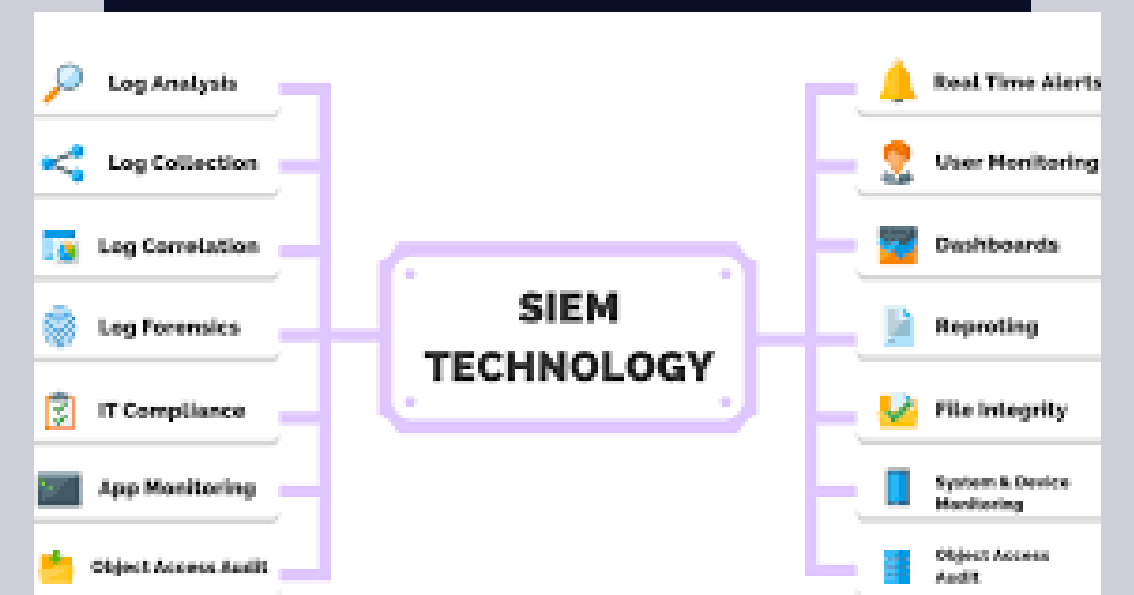 Log Analysis
Log Collection
Log Correlation
Log Forensics
IT Compliance
App Monitoring
Object Access Audit
SIEM
TECHNOLOGY
Real Time Alerts
User Monitoring
Dashboards
Reproting
File Integrity
System & Device
Monitoring
Object Access
Audit